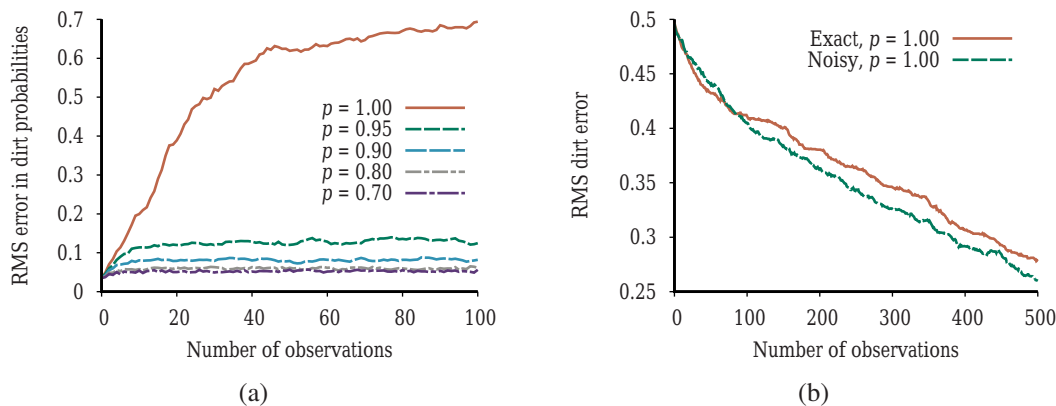 RMS error in dirt probabilities
0.7
0.6
0.5
0.4
0.3
0.2
0.1
0
p = 1.00
p = 0.95
p = 0.90
p = 0.80
p = 0.70
0 20 40 60 80 100
Number of observations
(a)
RMS dirt error
0.5
0.45
0.4
0.35
0.3
0.25
Exact, p = 1.00
Noisy, p = 1.00
0 100 200 300 400 500
Number of observations
(b)